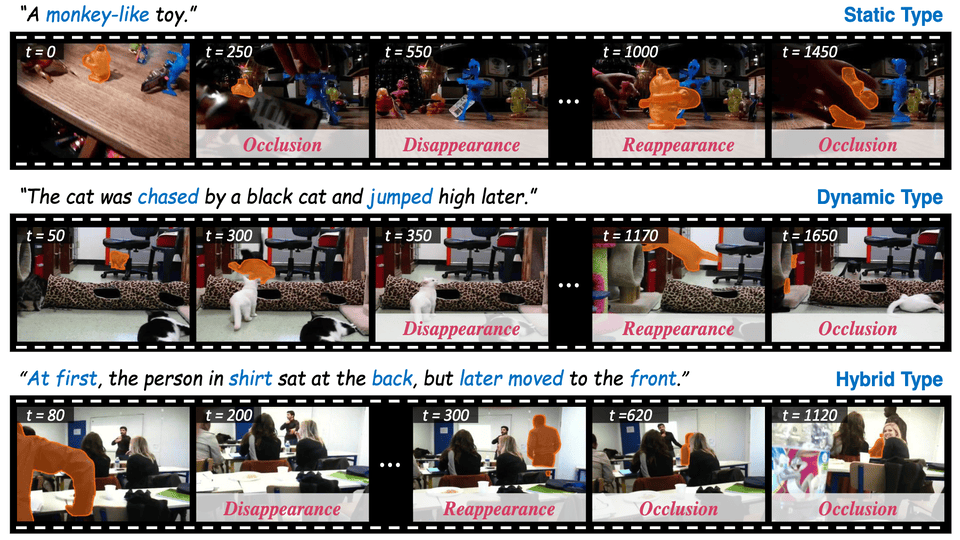 “A monkey-like toy.” Static Type
t = 0 t = 250 t = 550 ... t = 1000 t = 1450
Occlusion Disappearance Reappearance Occlusion
“The cat was chased by a black cat and jumped high later.” Dynamic Type
t = 50 t = 300 t = 350 ... t = 1170 t = 1650
Disappearance Reappearance Occlusion
“At first, the person in shirt sat at the back, but later moved to the front.” Hybrid Type
t = 80 t = 200 ... t = 300 t =620 t = 1120
Disappearance Reappearance Occlusion Occlusion